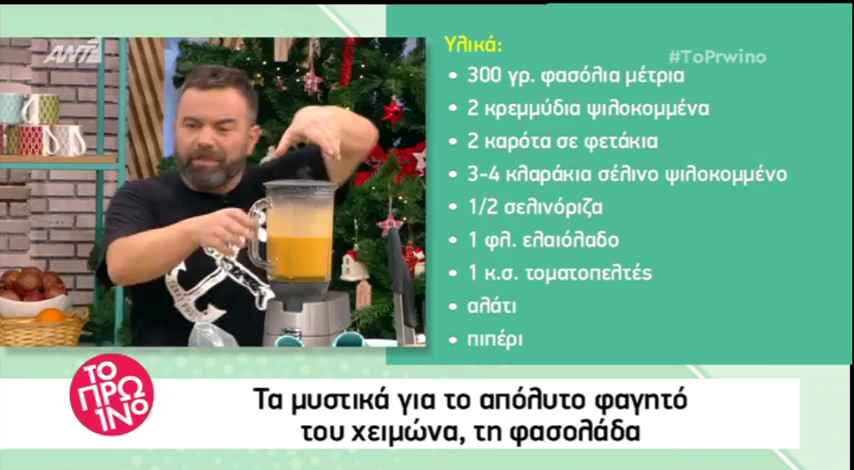 ΑΝΤ1
Υλικά:
#ToPrwino
• 300 γρ. φασόλια μέτρια
• 2 κρεμμύδια ψιλοκομμένα
• 2 καρότα σε φετάκια
• 3-4 κλαράκια σέλινο ψιλοκομμένο
• 1/2 σελινόριζα
• 1 φλ. ελαιόλαδο
• 1 κ.σ. τοματοπελτές
• αλάτι
• πιπέρι
ΤΟ
ΠΡΩ
ΙΝΟ
Τα μυστικά για το απόλυτο φαγητό
του χειμώνα, τη φασολάδα